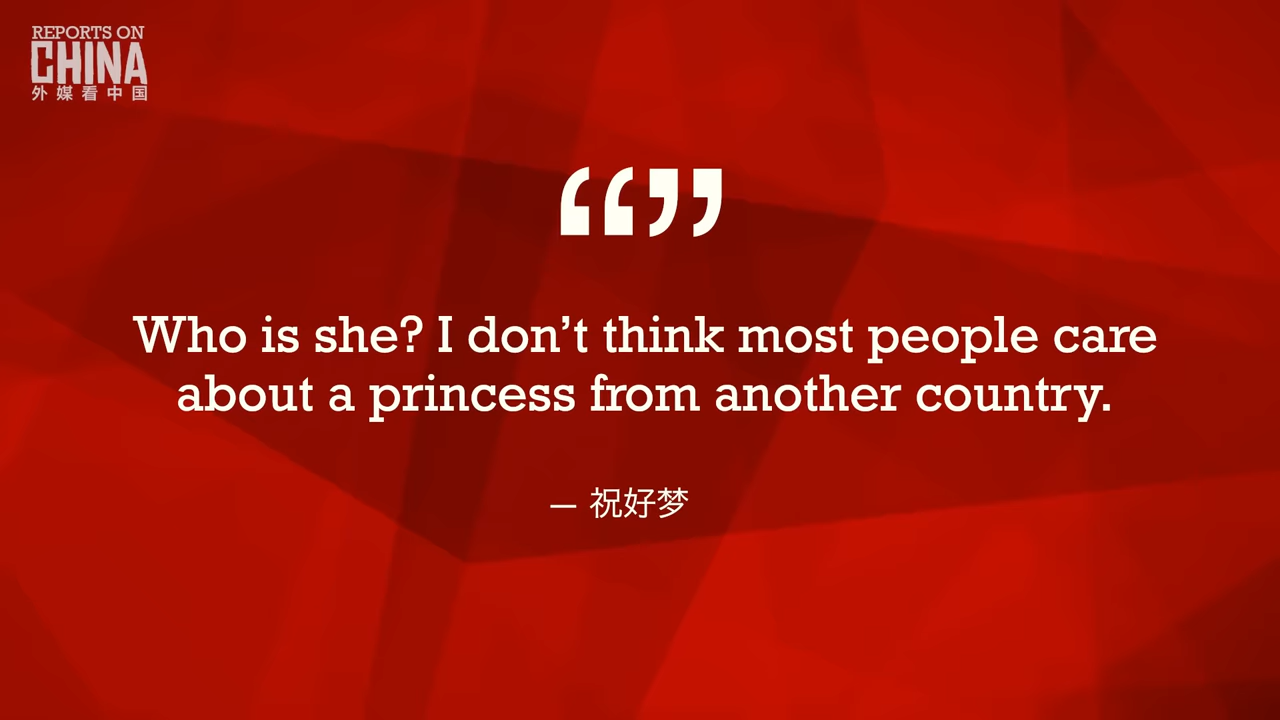 REPORTS ON
CHINA
外媒看中国
“”
Who is she? I don’t think most people care
about a princess from another country.
— 祝好梦